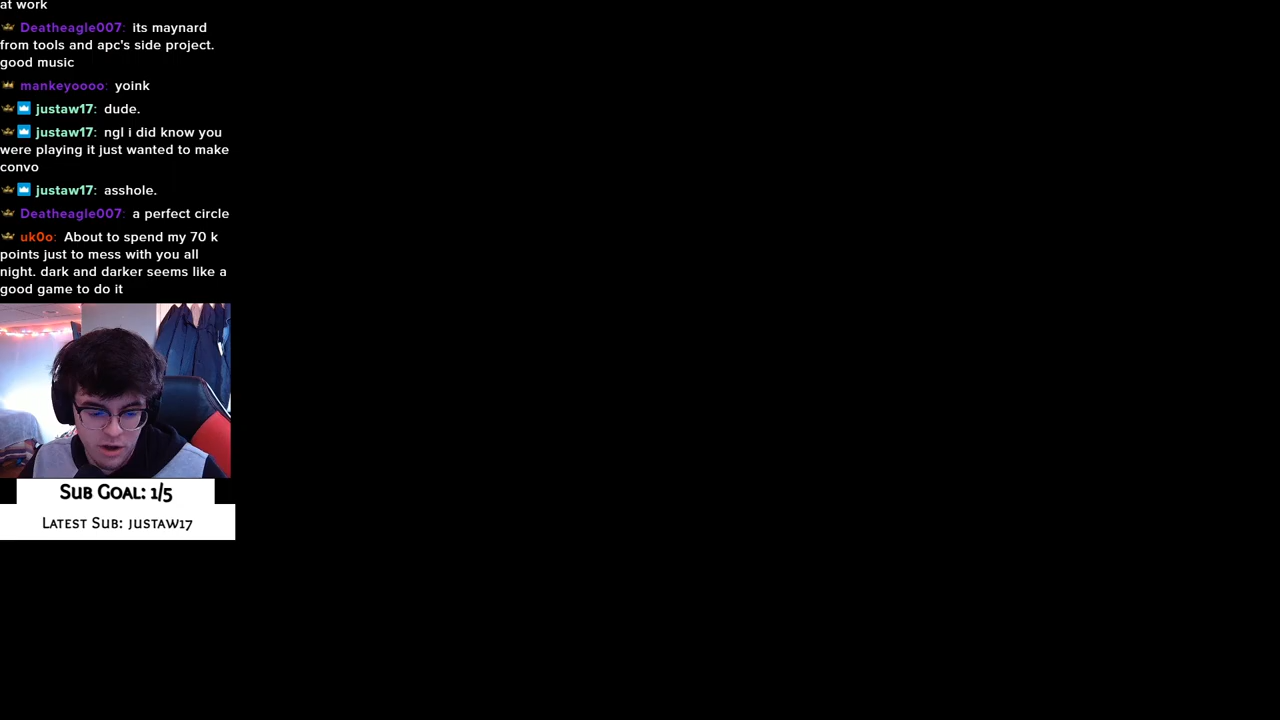 at work
Deatheagle007: its maynard
from tools and apc's side project.
good music
mankeyoooo: yoink
justaw17: dude.
justaw17: ngl i did know you
were playing it just wanted to make
convo
justaw17: asshole.
Deatheagle007: a perfect circle
uk0o: About to spend my 70 k
points just to mess with you all
night. dark and darker seems like a
good game to do it
Sub Goal: 1/5
Latest Sub: justaw17